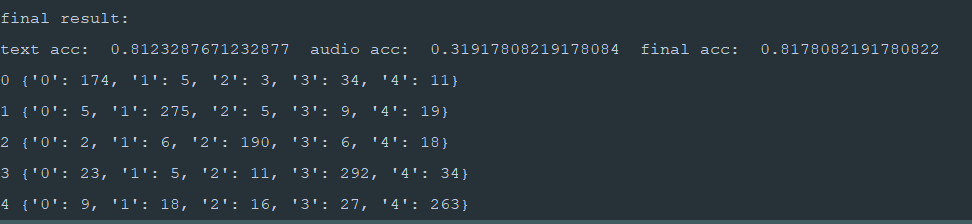 final result:
text acc:  0.8123287671232877  audio acc:  0.31917808219178084  final acc:  0.8178082191780822
0 {'0': 174, '1': 5, '2': 3, '3': 34, '4': 11}
1 {'0': 5, '1': 275, '2': 5, '3': 9, '4': 19}
2 {'0': 2, '1': 6, '2': 190, '3': 6, '4': 18}
3 {'0': 23, '1': 5, '2': 11, '3': 292, '4': 34}
4 {'0': 9, '1': 18, '2': 16, '3': 27, '4': 263}